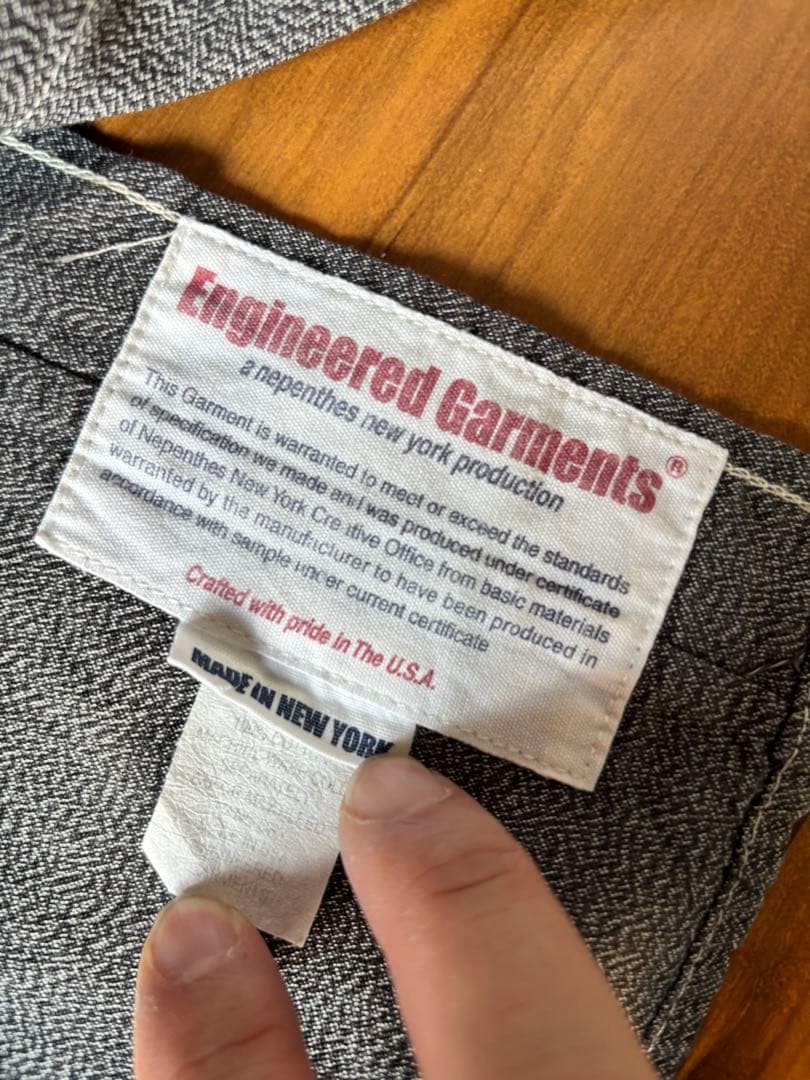 Engineered Garments®
a nepenthes new york production
This Garment is warranted to meet or exceed the standards
of specification we made and was produced under certificate
of Nepenthes New York Creative Office from basic materials
warranted by the manufacturer to have been produced in
accordance with sample under current certificate
Crafted with pride in The U.S.A.
MADE IN NEW YORK